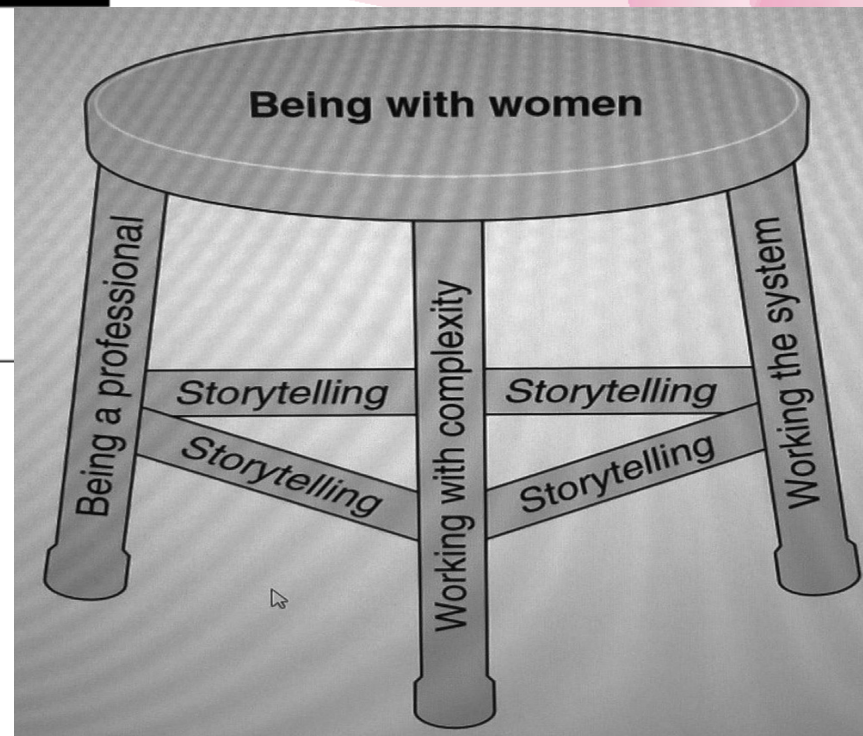 Being with women
Being a professional
Storytelling
Storytelling
Working with complexity
Storytelling
Storytelling
Working the system